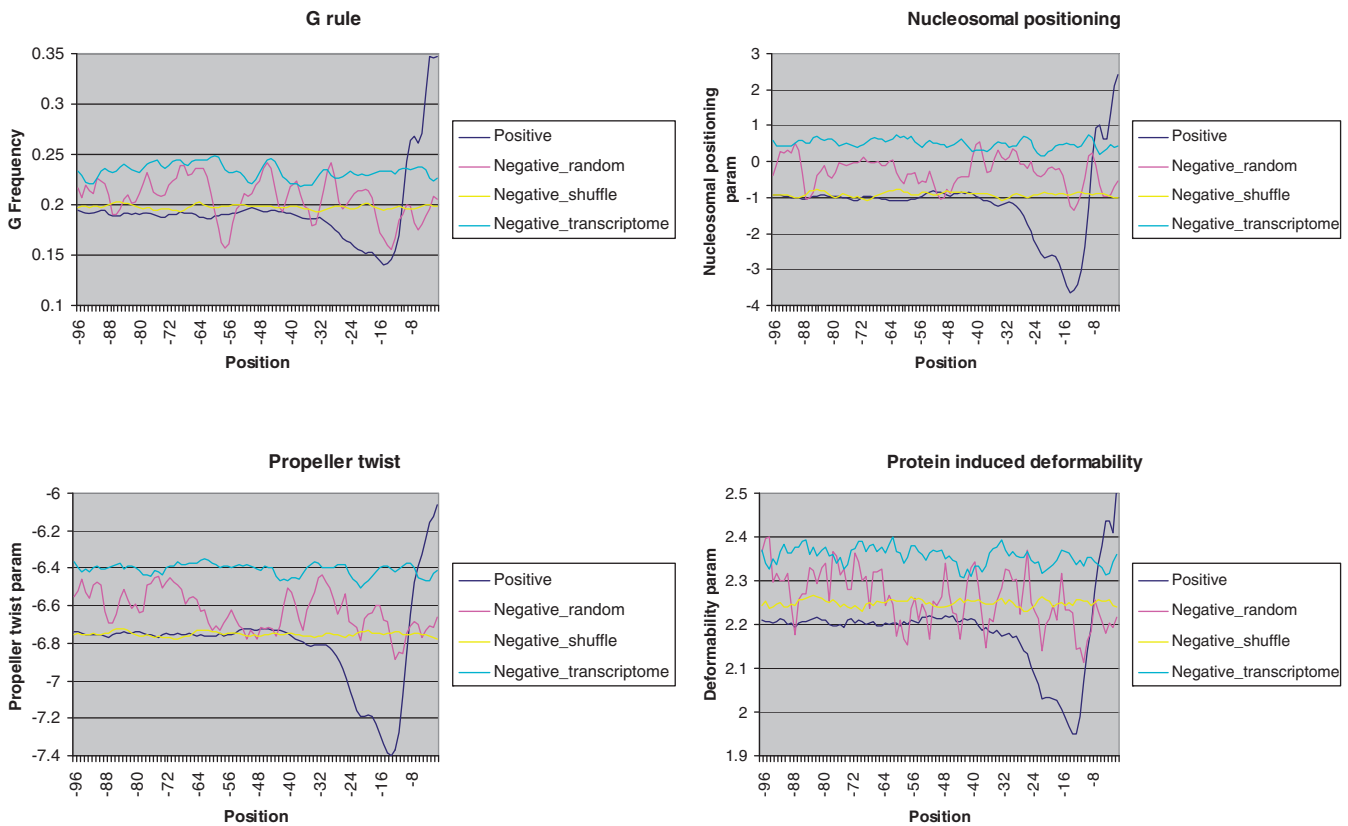 G rule
0.35
0.3
0.25
0.2
0.15
0.1
G Frequency
-96
-88
-80
-72
-64
-56
-48
-40
-32
-24
-16
-8
Position
Positive
Negative_random
Negative_shuffle
Negative_transcriptome
Nucleosomal positioning
3
2
1
0
-1
-2
-3
-4
Nucleosomal positioning
param
-96
-88
-80
-72
-64
-56
-48
-40
-32
-24
-16
-8
Position
Positive
Negative_random
Negative_shuffle
Negative_transcriptome
Propeller twist
-6
-6.2
-6.4
-6.6
-6.8
-7
-7.2
-7.4
Propeller twist param
-96
-88
-80
-72
-64
-56
-48
-40
-32
-24
-16
-8
Position
Positive
Negative_random
Negative_shuffle
Negative_transcriptome
Protein induced deformability
2.5
2.4
2.3
2.2
2.1
2
1.9
Deformability param
-96
-88
-80
-72
-64
-56
-48
-40
-32
-24
-16
-8
Position
Positive
Negative_random
Negative_shuffle
Negative_transcriptome